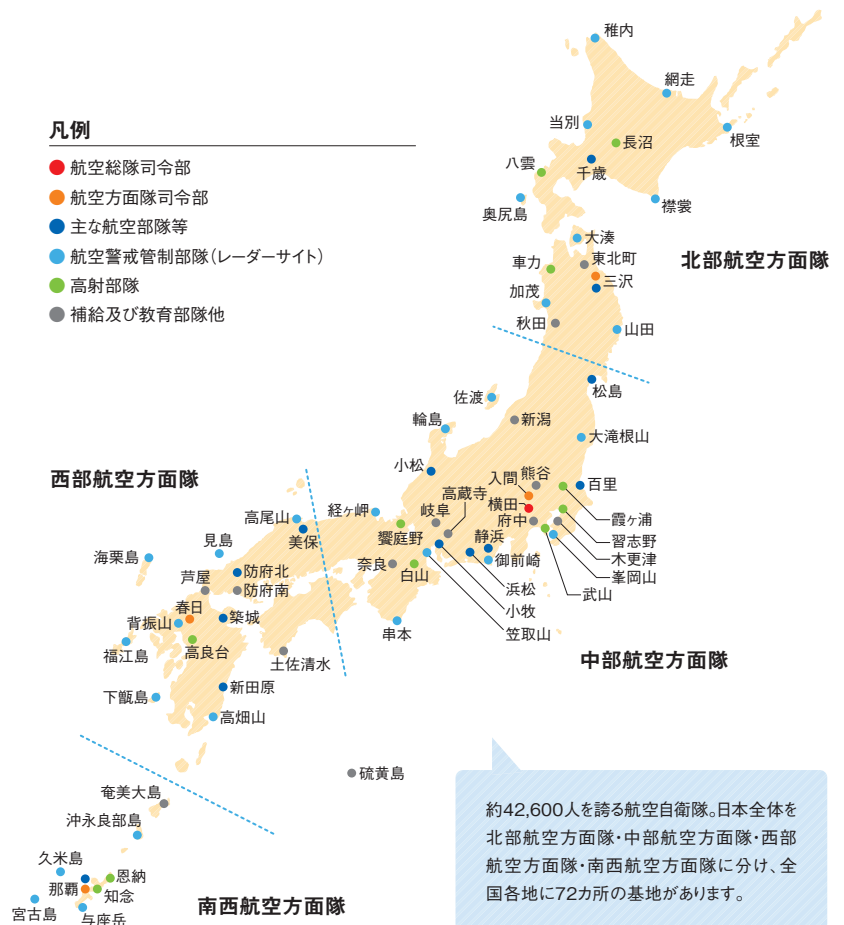 凡例
航空総隊司令部
航空方面隊司令部
主な航空部隊等
航空警戒管制部隊(レーダーサイト)
高射部隊
補給及び教育部隊他
稚内
網走
当別
長沼
根室
八雲
千歳
奥尻島
襟裳
大湊
北部航空方面隊
東北町
車力
三沢
加茂
秋田
山田
松島
佐渡
新潟
輪島
大滝根山
小松
熊谷
西部航空方面隊
入間
百里
高蔵寺
横田
霞ヶ浦
岐阜
府中
経ヶ岬
高尾山
習志野
饗庭野
静浜
美保
木更津
見島
御前崎
海栗島
峯岡山
奈良
白山
防府北
芦屋
防府南
浜松
武山
春日
小牧
築城
背振山
串本
笠取山
福江島
高良台
土佐清水
中部航空方面隊
新田原
下甑島
高畑山
硫黄島
奄美大島
沖永良部島
久米島
恩納
那覇
知念
宮古島
与座岳
南西航空方面隊
約42,600人を誇る航空自衛隊。日本全体を
北部航空方面隊・中部航空方面隊・西部
航空方面隊・南西航空方面隊に分け、全
国各地に72カ所の基地があります。